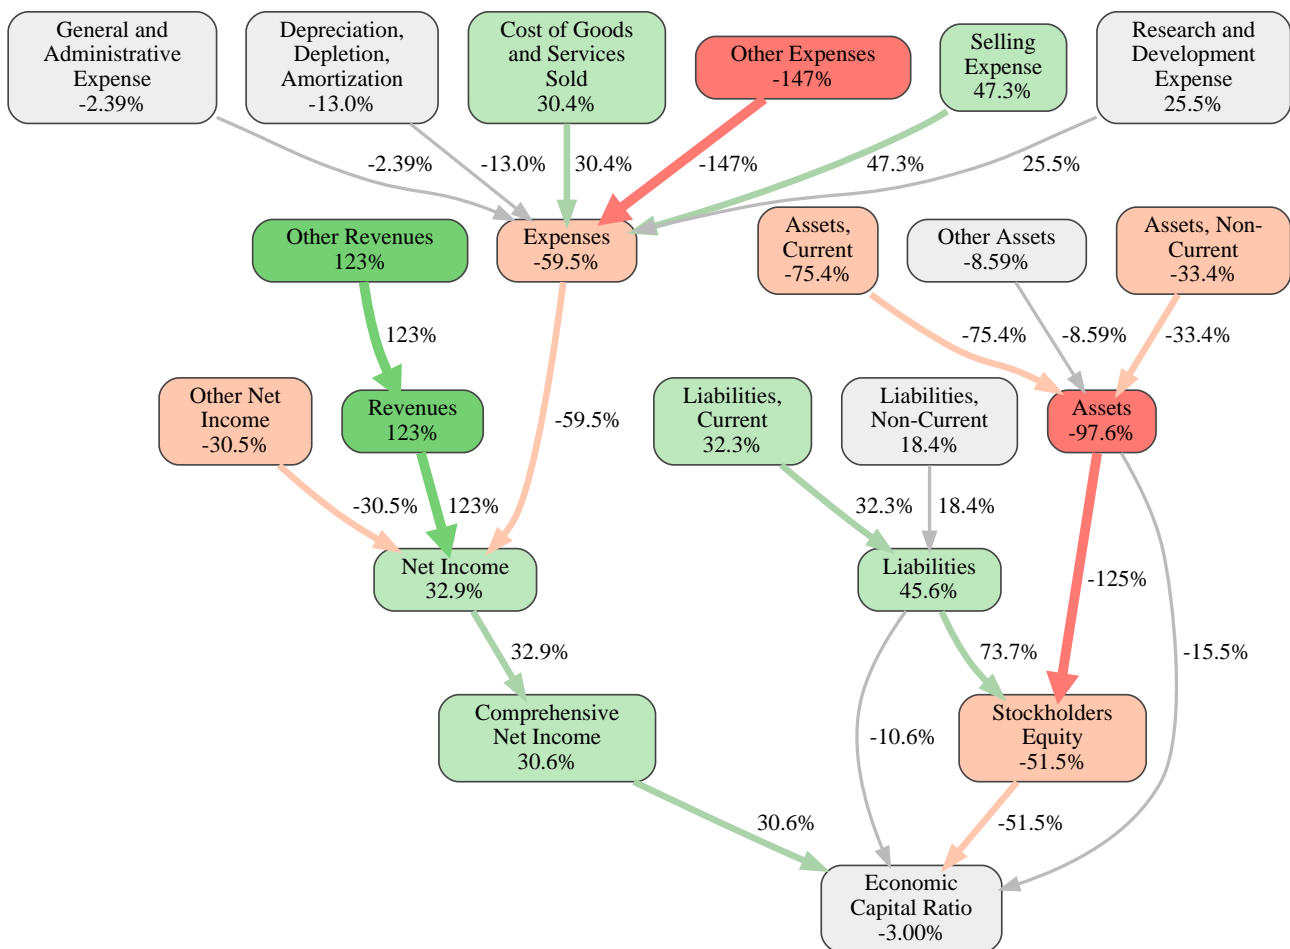 General and
Administrative
Expense
-2.39%
Depreciation,
Depletion,
Amortization
-13.0%
Cost of Goods
and Services
Sold
30.4%
Other Expenses
-147%
Selling
Expense
47.3%
Research and
Development
Expense
25.5%
-2.39%
-13.0%
30.4%
-147%
47.3%
25.5%
Other Revenues
123%
Expenses
-59.5%
Assets,
Current
-75.4%
Other Assets
-8.59%
Assets, Non-
Current
-33.4%
123%
-75.4%
-8.59%
-33.4%
Other Net
Income
-30.5%
Revenues
123%
-59.5%
Liabilities,
Current
32.3%
Liabilities,
Non-Current
18.4%
Assets
-97.6%
-30.5%
123%
32.3%
18.4%
Net Income
32.9%
Liabilities
45.6%
-125%
32.9%
73.7%
-15.5%
Comprehensive
Net Income
30.6%
-10.6%
Stockholders
Equity
-51.5%
30.6%
-51.5%
Economic
Capital Ratio
-3.00%